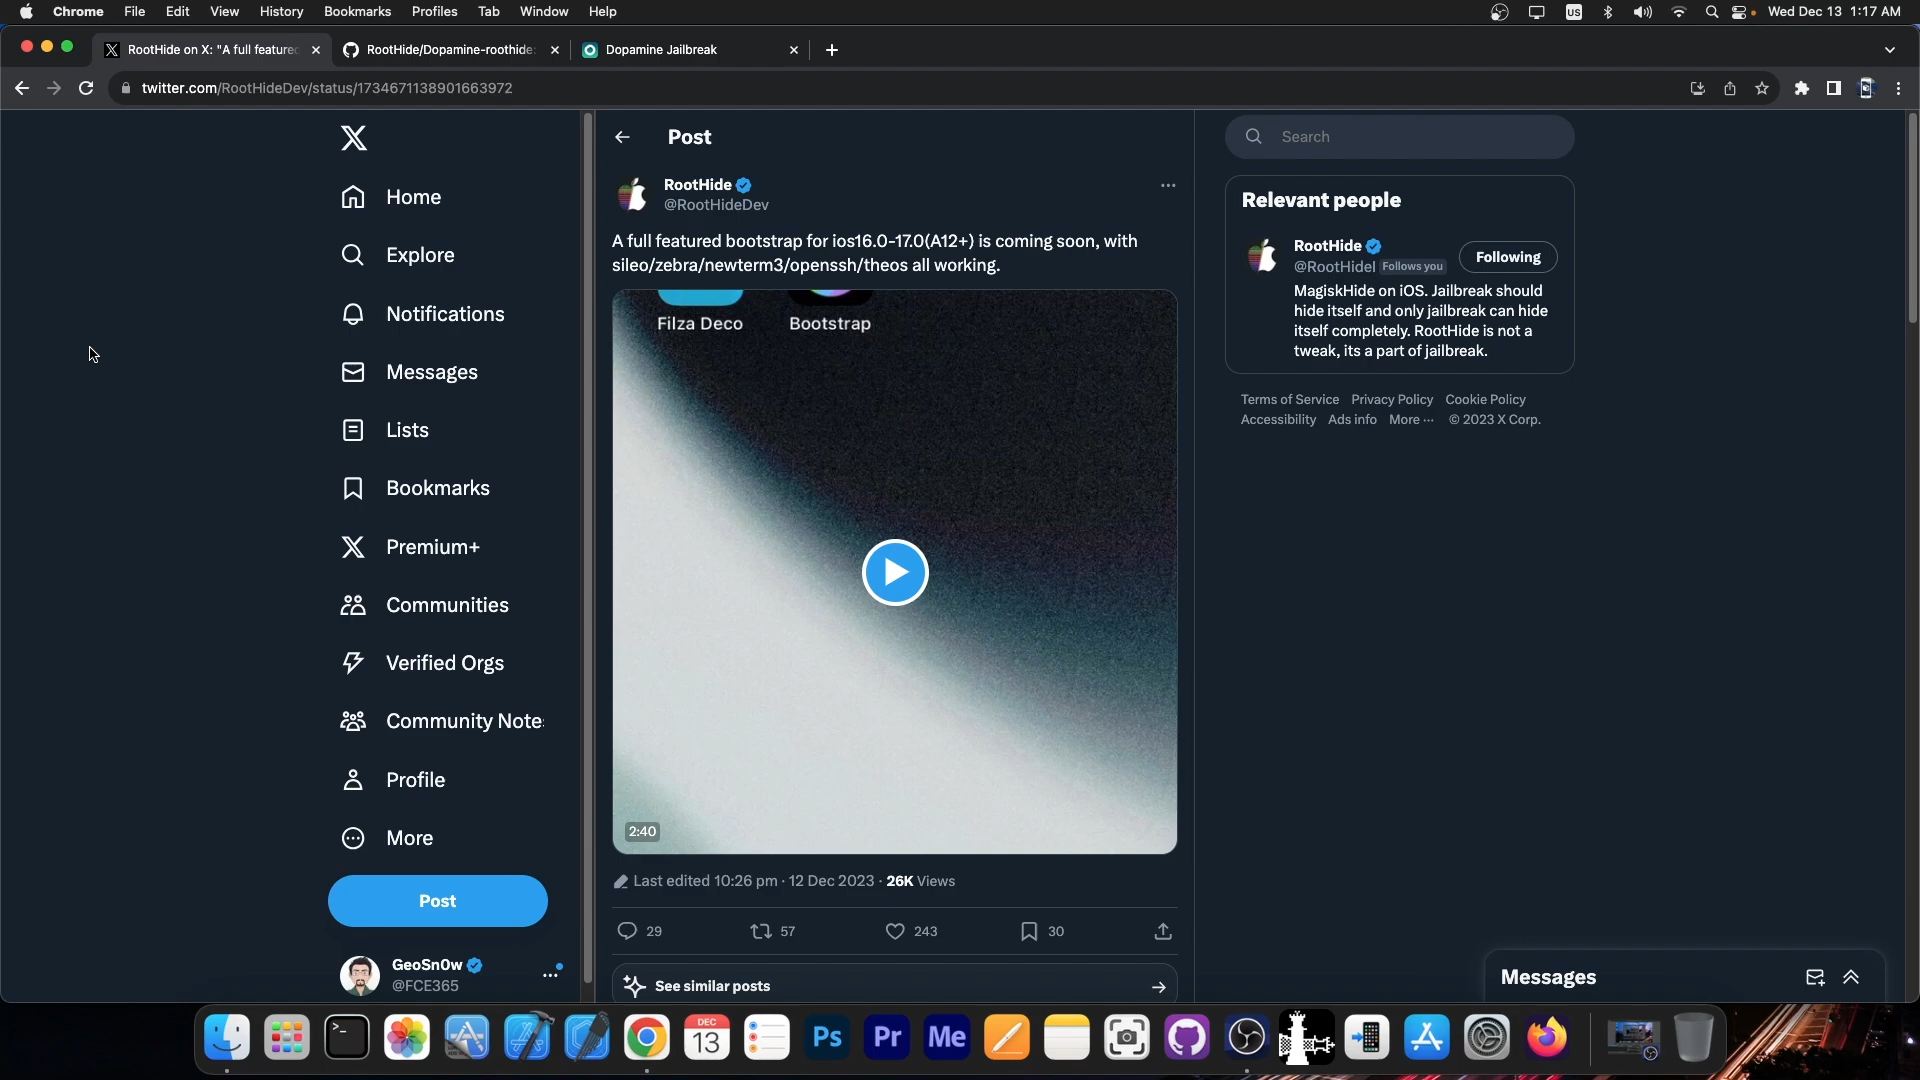 Chrome File Edit View History Bookmarks Profiles Tab Window Help
US
Wed Dec 13 1:17 AM
RootHide on X: "A full feature
RootHide/Dopamine-roothide:
Dopamine Jailbreak
twitter.com/RootHideDev/status/1734671138901663972
Home
Explore
Notifications
Messages
Lists
Bookmarks
Premium+
Communities
Verified Orgs
Community Note
Profile
More
Post
GeoSn0w
@FCE365
Post
RootHide
@RootHideDev
A full featured bootstrap for ios16.0-17.0(A12+) is coming soon, with
sileo/zebra/newterm3/openssh/theos all working.
Filza Deco
Bootstrap
2:40
Last edited 10:26 pm · 12 Dec 2023 · 26K Views
29
57
243
30
See similar posts
Search
Relevant people
RootHide
@RootHideI Follows you
Following
MagiskHide on iOS. Jailbreak should
hide itself and only jailbreak can hide
itself completely. RootHide is not a
tweak, its a part of jailbreak.
Terms of Service Privacy Policy Cookie Policy
Accessibility Ads info More ··· © 2023 X Corp.
Messages
DEC
13
Ps
Pr
Me